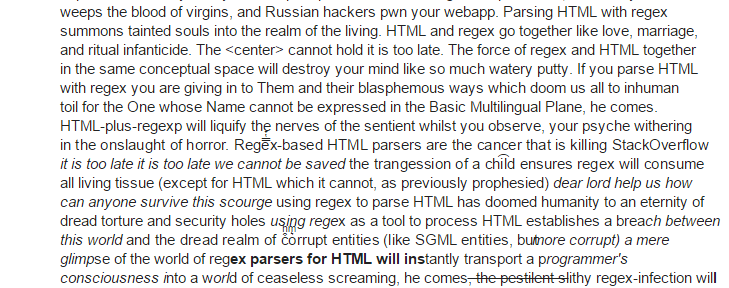 weeps the blood of virgins, and Russian hackers pwn your webapp. Parsing HTML with regex
summons tainted souls into the realm of the living. HTML and regex go together like love, marriage,
and ritual infanticide. The <center> cannot hold it is too late. The force of regex and HTML together
in the same conceptual space will destroy your mind like so much watery putty. If you parse HTML
with regex you are giving in to Them and their blasphemous ways which doom us all to inhuman
toil for the One whose Name cannot be expressed in the Basic Multilingual Plane, he comes.
HTML-plus-regexp will liquify the nerves of the sentient whilst you observe, your psyche withering
in the onslaught of horror. Regex-based HTML parsers are the cancer that is killing StackOverflow
it is too late it is too late we cannot be saved the trangession of a child ensures regex will consume
all living tissue (except for HTML which it cannot, as previously prophesied) dear lord help us how
can anyone survive this scourge using regex to parse HTML has doomed humanity to an eternity of
dread torture and security holes using regex as a tool to process HTML establishes a breach between
this world and the dread realm of corrupt entities (like SGML entities, but more corrupt) a mere
glimpse of the world of regex parsers for HTML will instantly transport a programmer's
consciousness into a world of ceaseless screaming, he comes, the pestilent slithy regex-infection will